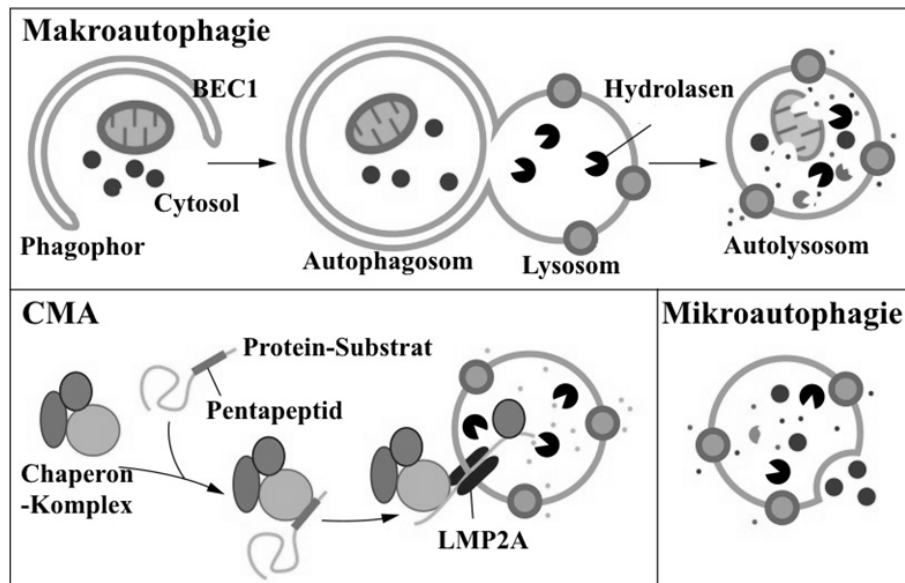 Makroautophagie
BEC1
Hydrolasen
Cytosol
Phagophor
Autophagosom
Lysosom
Autolysosom
CMA
Protein-Substrat
Pentapeptid
Chaperon
-Komplex
LMP2A
Mikroautophagie